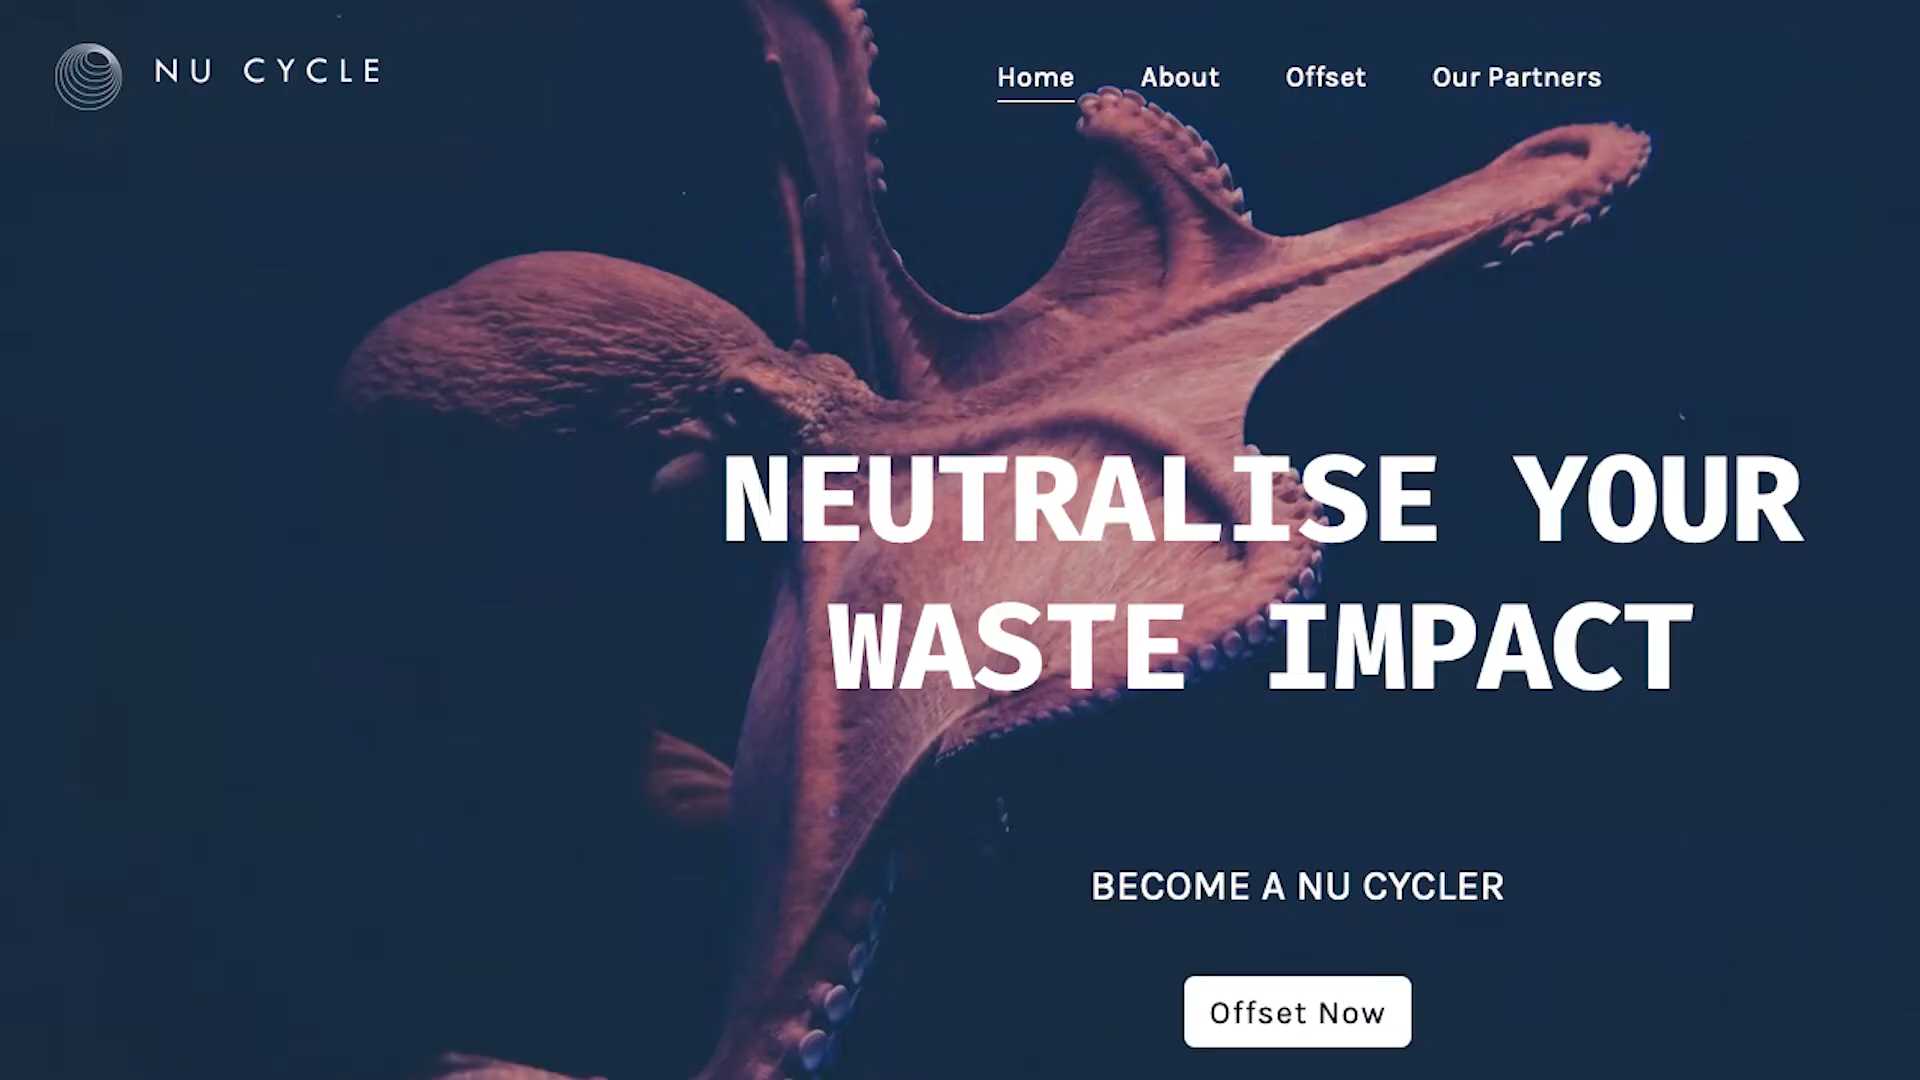 NU CYCLE
Home
About
Offset
Our Partners
NEUTRALISE YOUR
WASTE IMPACT
BECOME A NU CYCLER
Offset Now